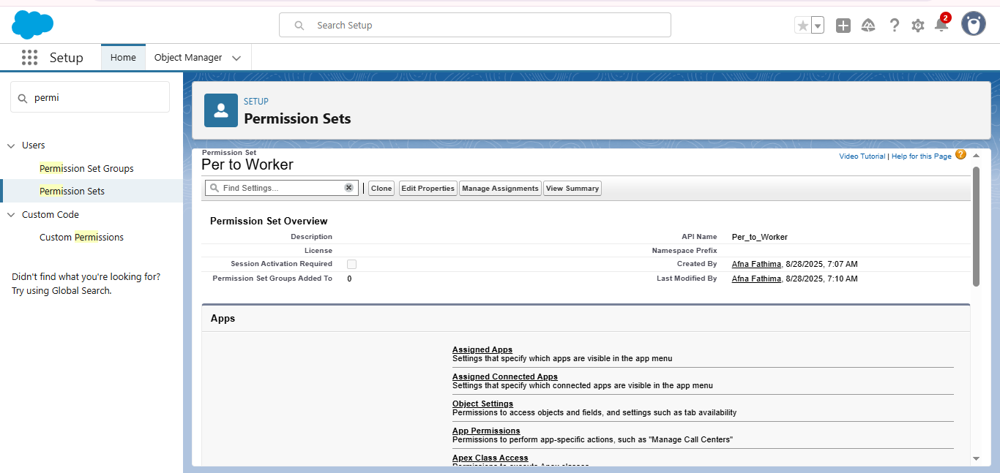 Search Setup
2
Setup
Home
Object Manager
permi
Users
Permission Set Groups
Permission Sets
Custom Code
Custom Permissions
Didn't find what you're looking for?
Try using Global Search.
SETUP
Permission Sets
Permission Set
Per to Worker
Video Tutorial | Help for this Page ?
Find Settings...
Clone
Edit Properties
Manage Assignments
View Summary
Permission Set Overview
Description
API Name Per_to_Worker
License
Namespace Prefix
Session Activation Required
Created By Afna Fathima, 8/28/2025, 7:07 AM
Permission Set Groups Added To 0
Last Modified By Afna Fathima, 8/28/2025, 7:10 AM
Apps
Assigned Apps
Settings that specify which apps are visible in the app menu
Assigned Connected Apps
Settings that specify which connected apps are visible in the app menu
Object Settings
Permissions to access objects and fields, and settings such as tab availability
App Permissions
Permissions to perform app-specific actions, such as "Manage Call Centers"
Apex Class Access
Permissions to execute Apex classes